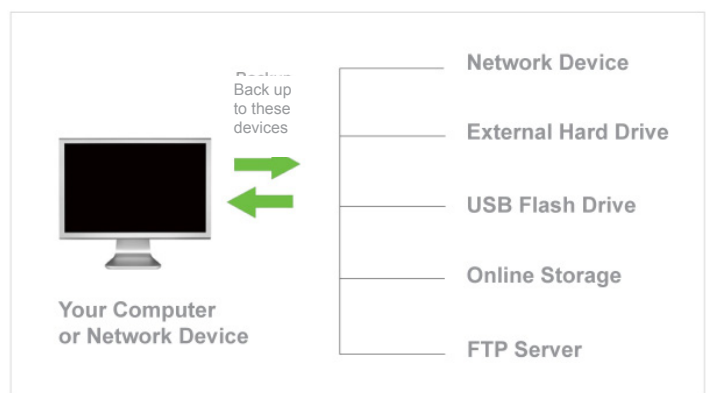 Back up
to these
devices
Network Device
External Hard Drive
USB Flash Drive
Online Storage
FTP Server
Your Computer
or Network Device